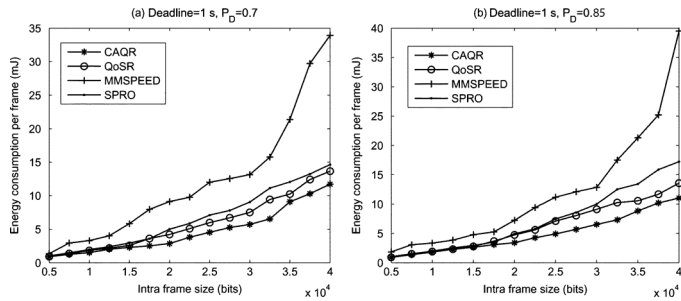 (a) Deadline=1 s, P_D=0.7
Energy consumption per frame (mJ)
35
30
25
20
15
10
5
0
CAQR
QoSR
MMSPEED
SPRO
0.5 1 1.5 2 2.5 3 3.5 4
Intra frame size (bits)
x 10^4
(b) Deadline=1 s, P_D=0.85
Energy consumption per frame (mJ)
40
35
30
25
20
15
10
5
0
CAQR
QoSR
MMSPEED
SPRO
0.5 1 1.5 2 2.5 3 3.5 4
Intra frame size (bits)
x 10^4